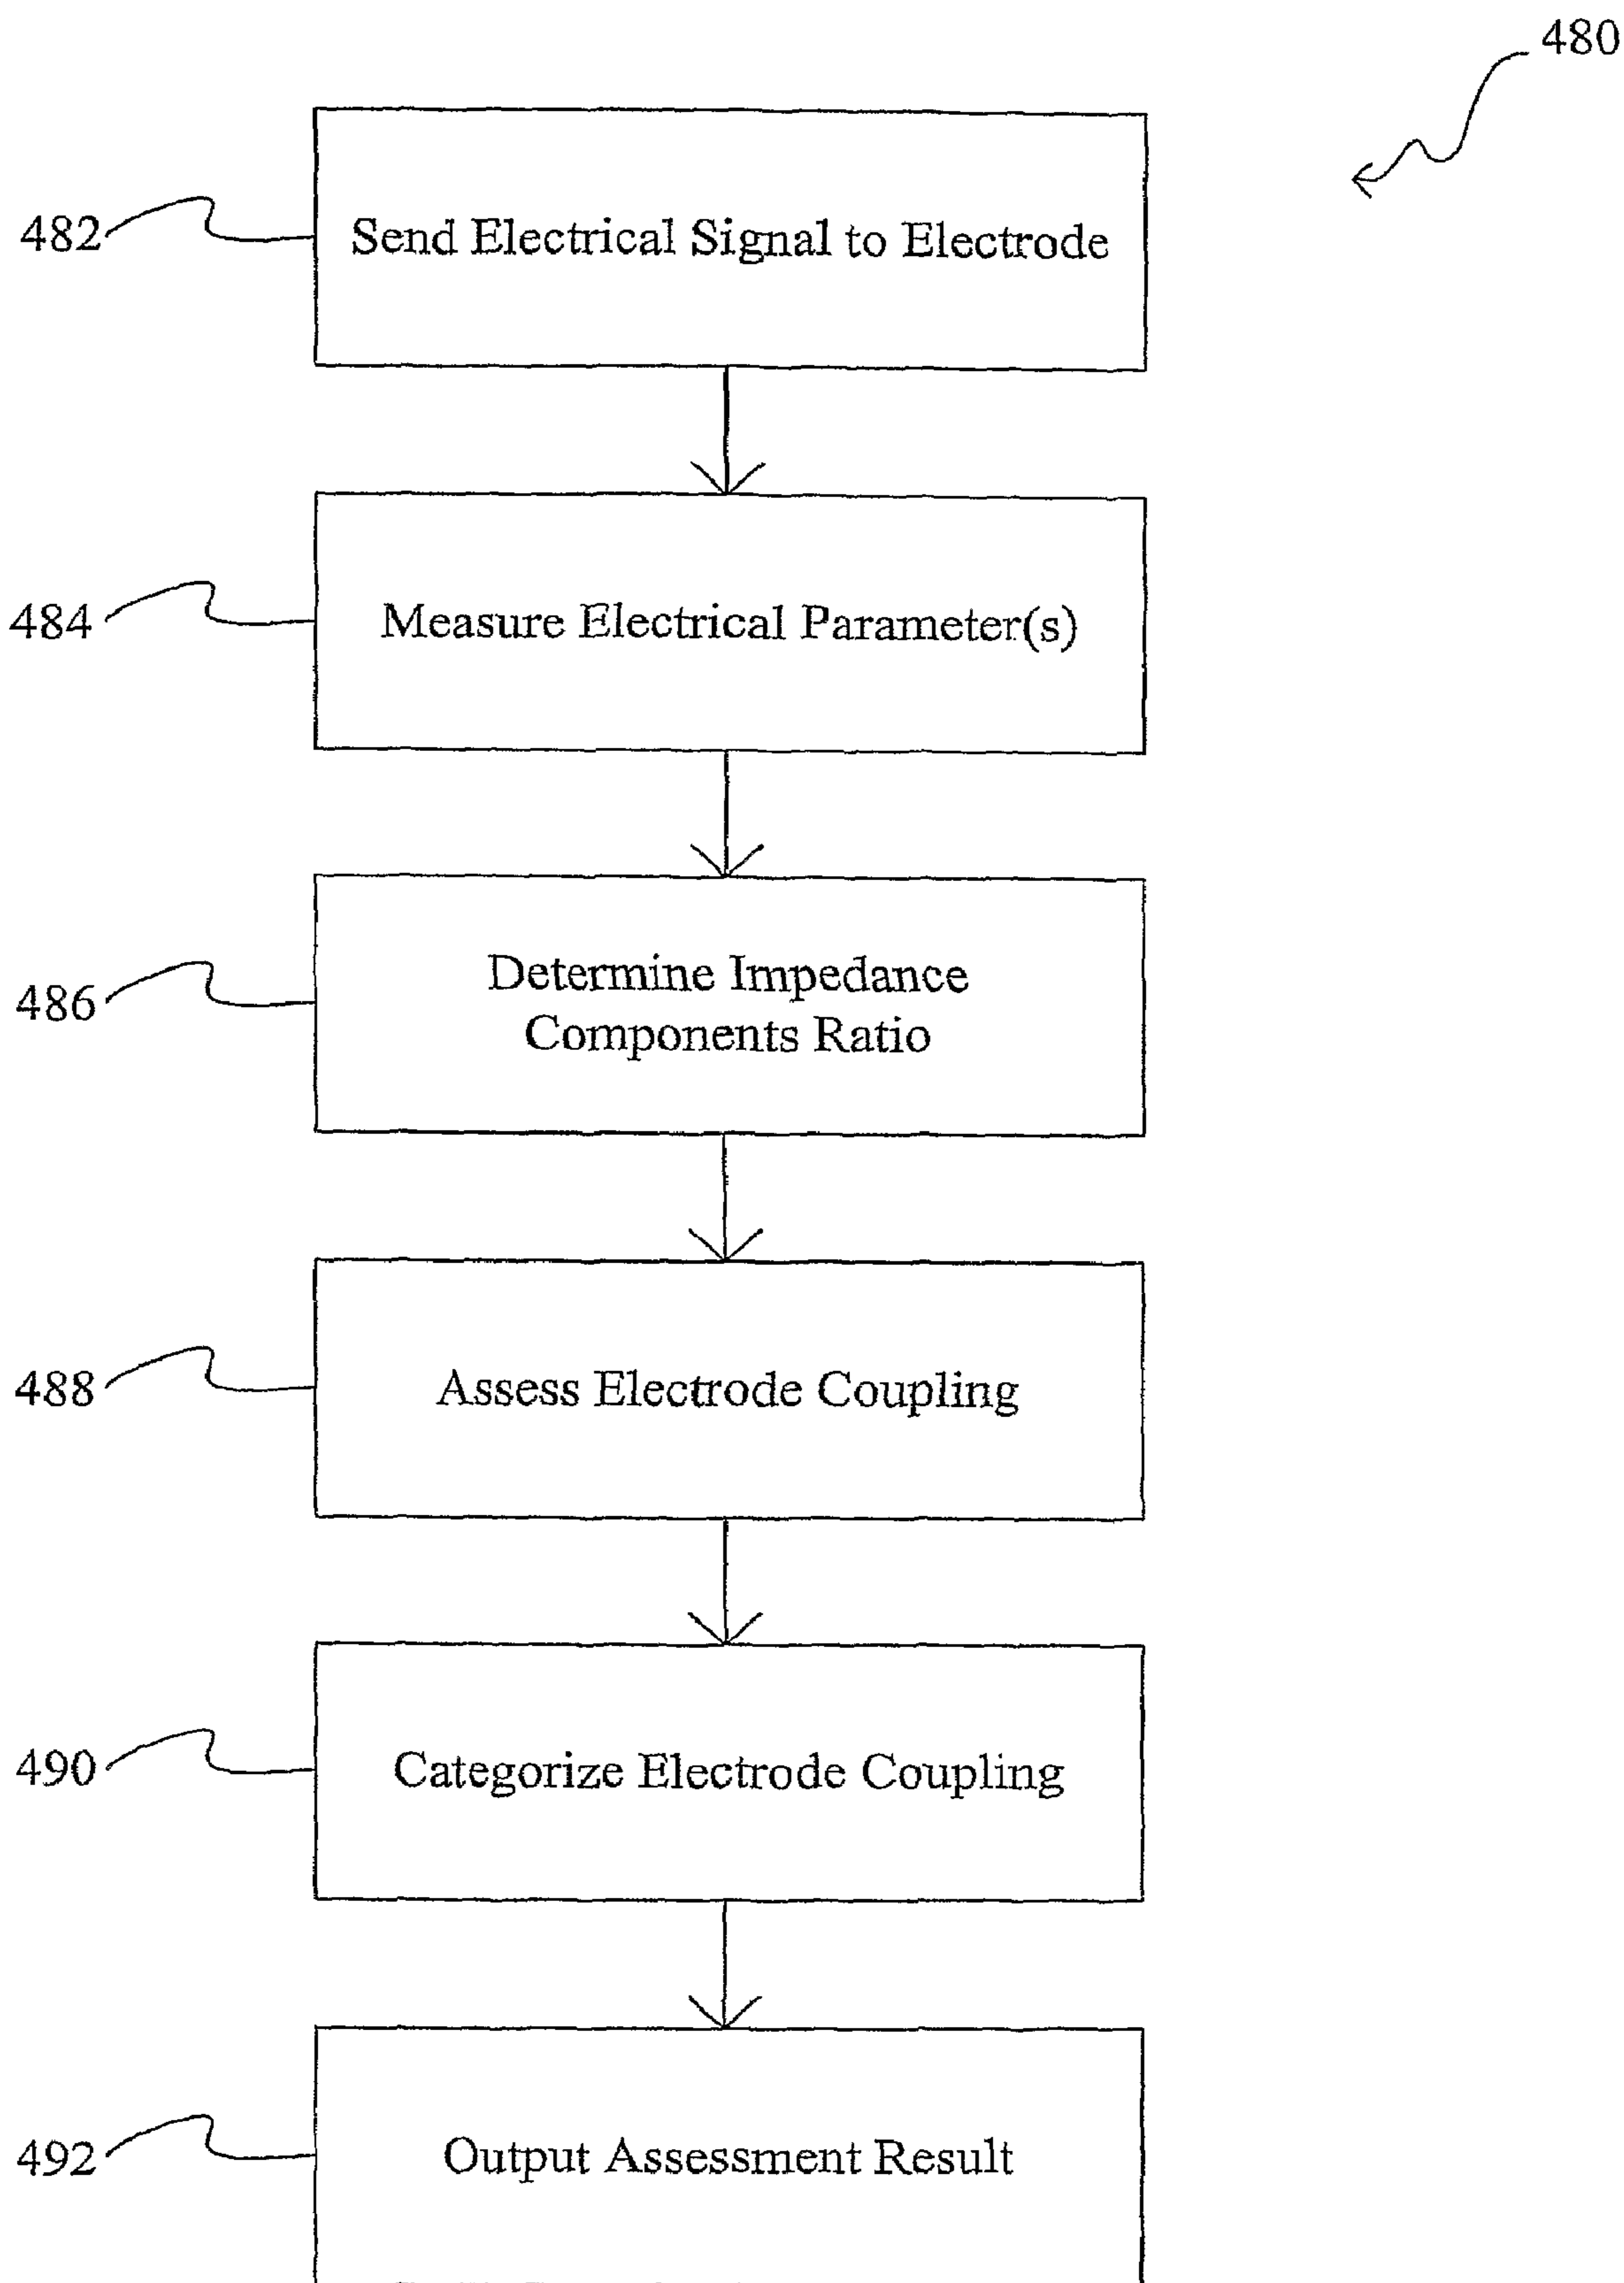 480
482
Send Electrical Signal to Electrode
484
Measure Electrical Parameter(s)
486
Determine Impedance
Components Ratio
488
Assess Electrode Coupling
490
Categorize Electrode Coupling
492
Output Assessment Result